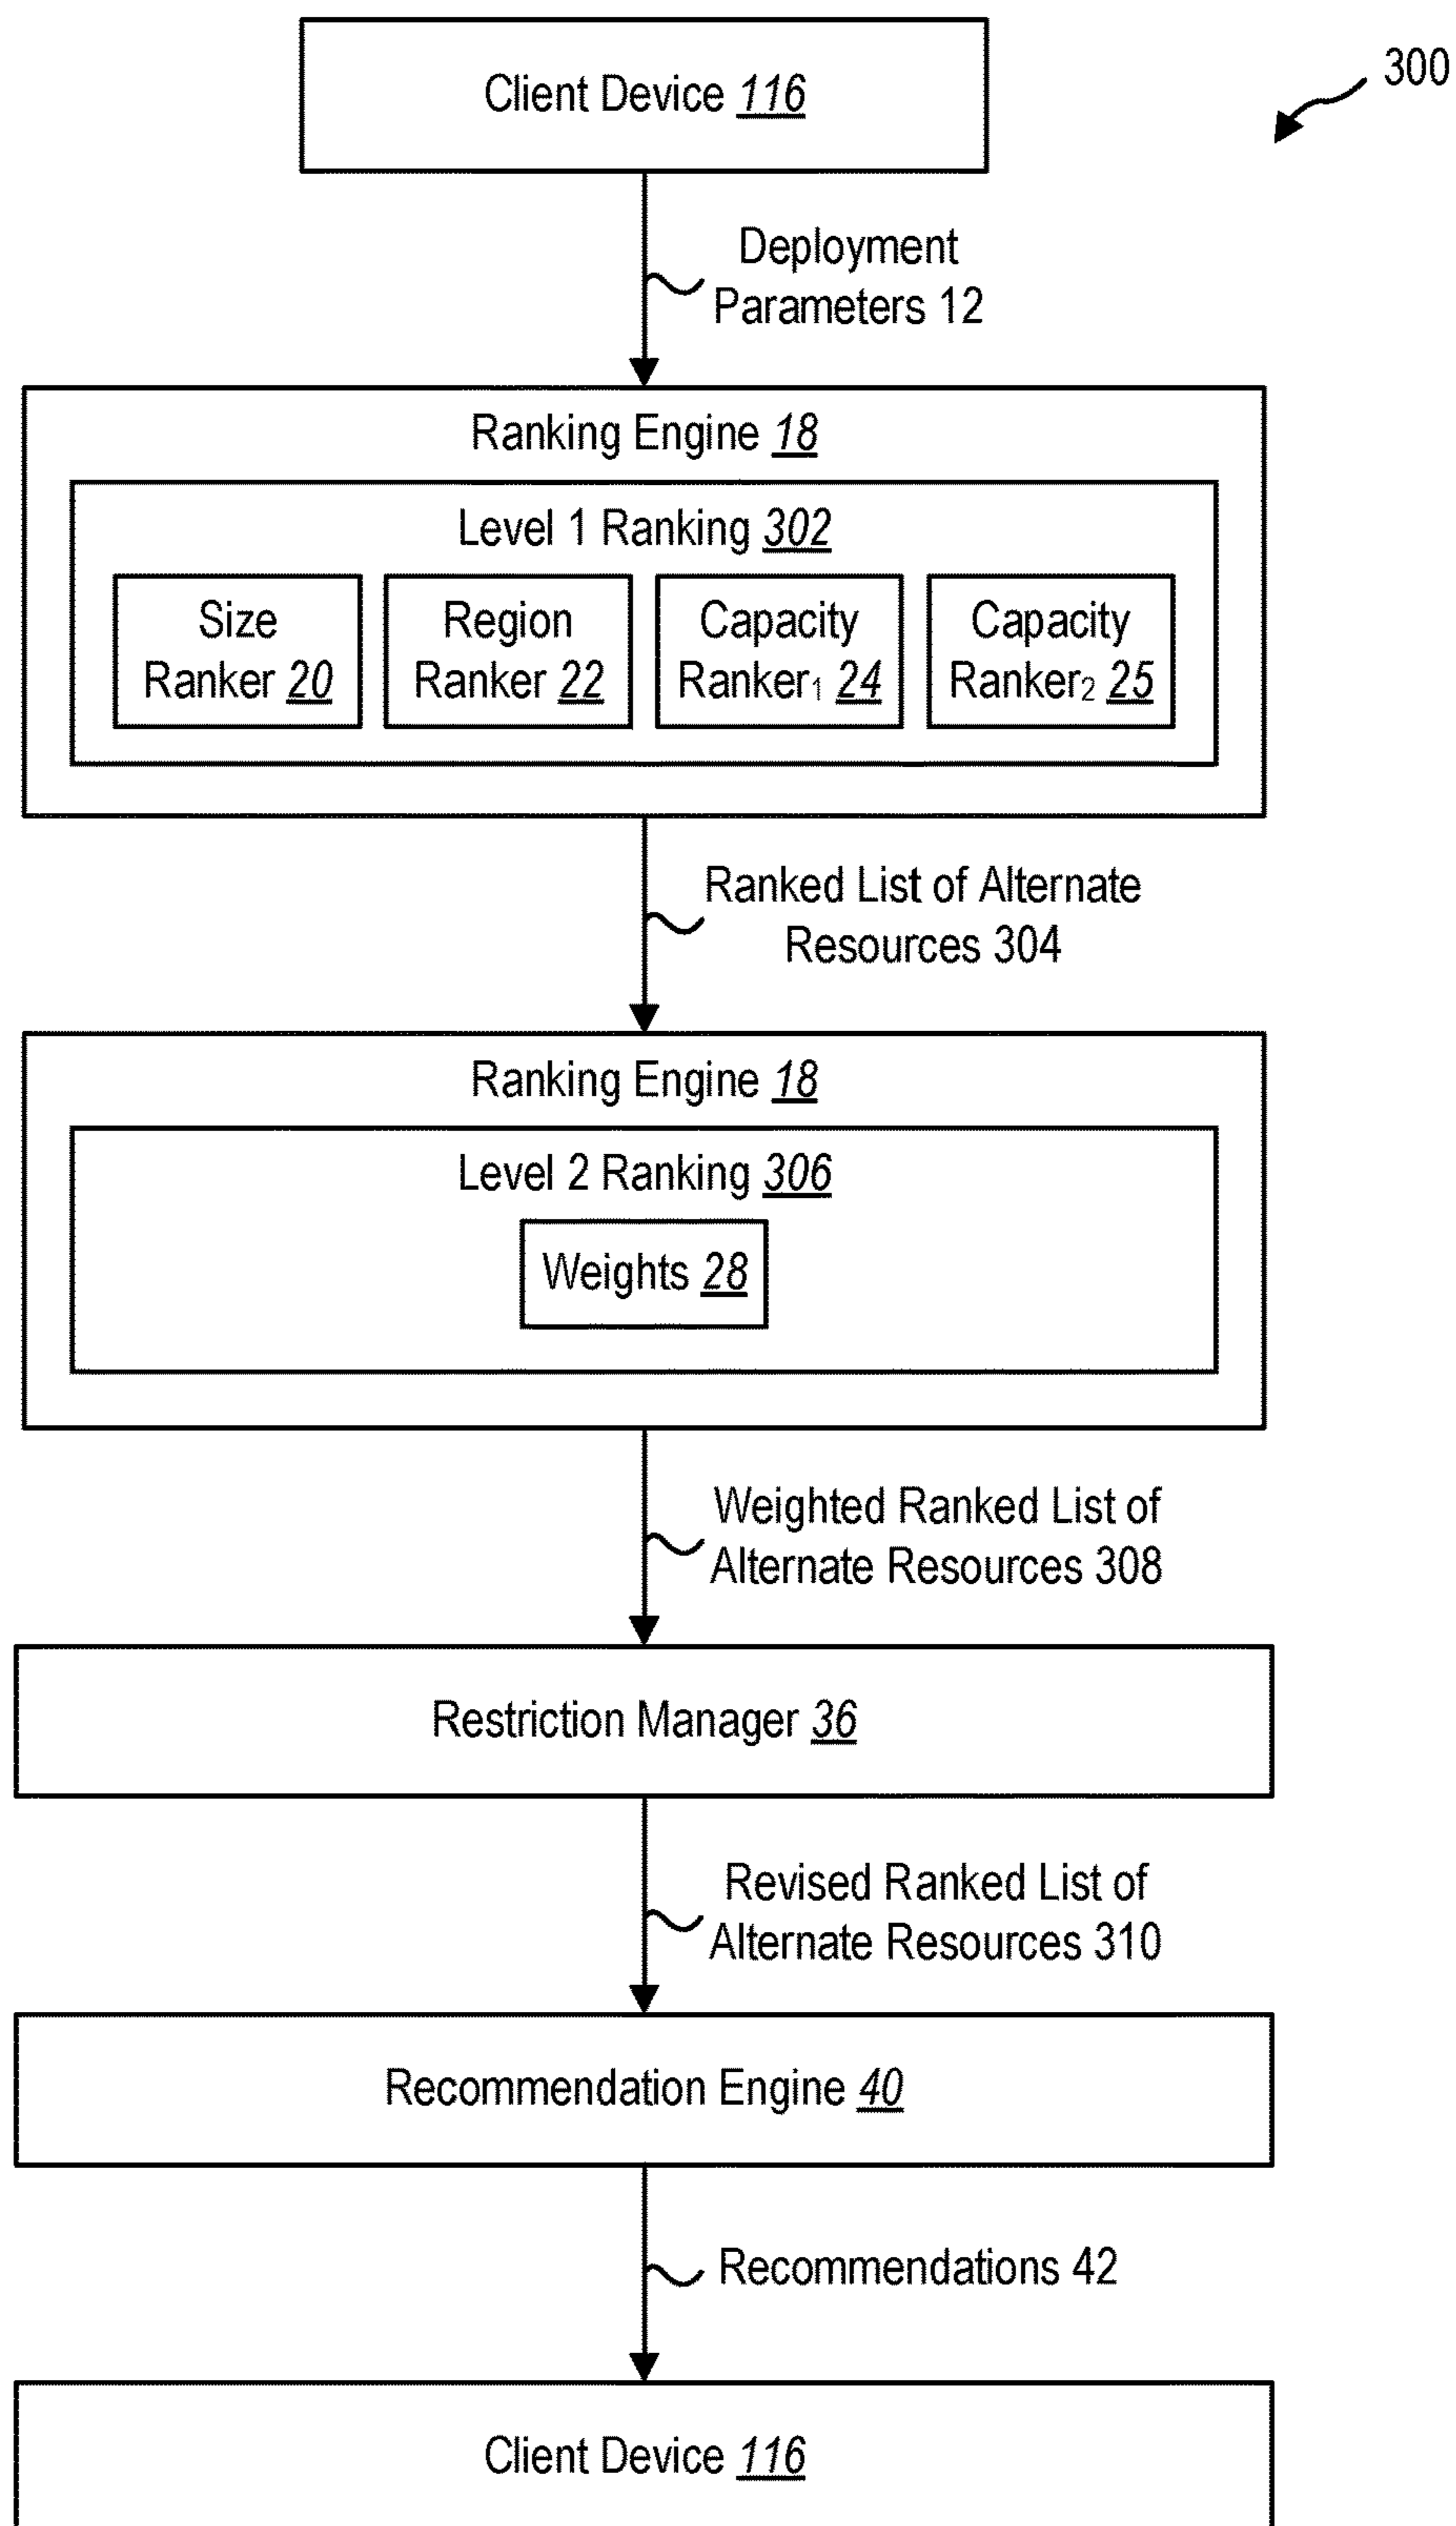 300
Client Device 116
Deployment
Parameters 12
Ranking Engine 18
Level 1 Ranking 302
Size
Ranker 20
Region
Ranker 22
Capacity
Ranker₁ 24
Capacity
Ranker₂ 25
Ranked List of Alternate
Resources 304
Ranking Engine 18
Level 2 Ranking 306
Weights 28
Weighted Ranked List of
Alternate Resources 308
Restriction Manager 36
Revised Ranked List of
Alternate Resources 310
Recommendation Engine 40
Recommendations 42
Client Device 116